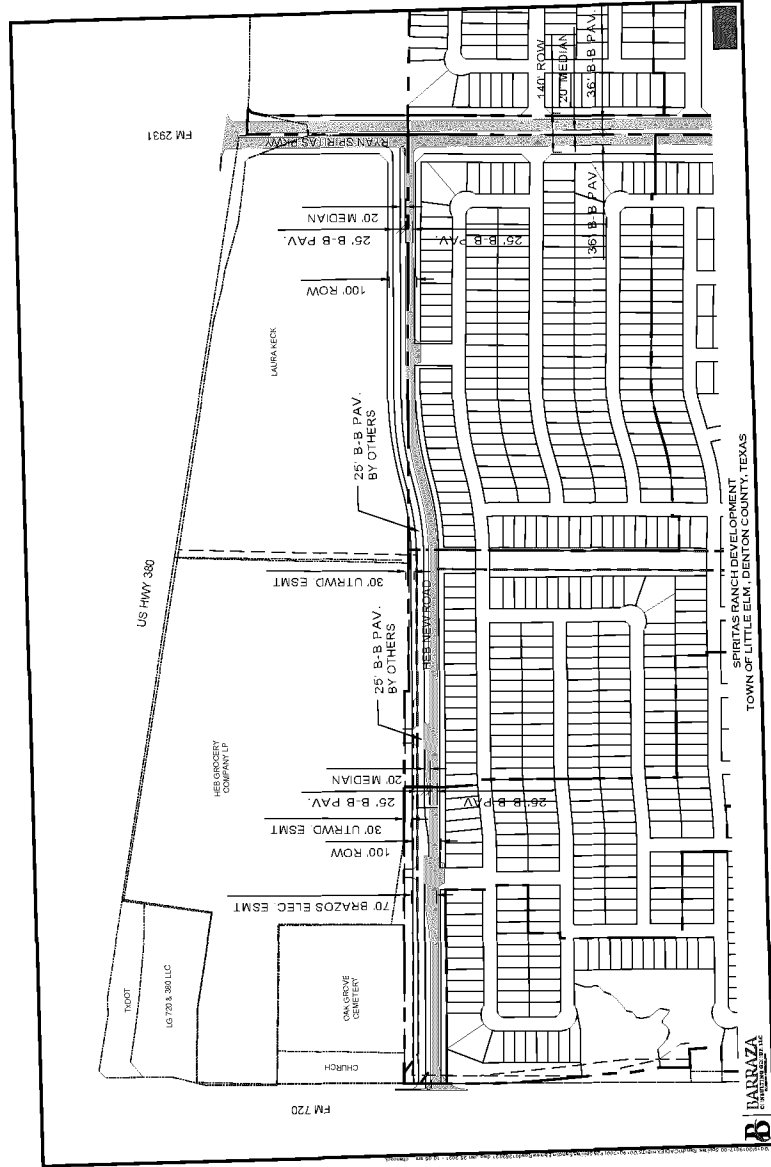 FM 2931
RYAN SPIRITAS PKWY
140' ROW
20' MEDIAN
36' B-B PAV.
36' B-B PAV.
20' MEDIAN
25' B-B PAV.
25' B-B PAV.
100' ROW
LAURA KECK
25' B-B PAV.
BY OTHERS
US HWY 380
30' UTRWD ESMT
HEB NEW ROAD
25' B-B PAV.
BY OTHERS
HEB GROCERY
COMPANY LP
20' MEDIAN
25' B-B PAV.
25' B-B PAV
30' UTRWD. ESMT
100' ROW
70' BRAZOS ELEC. ESMT
TxDOT
LG 720 & 380 LLC
OAK GROVE
CEMETERY
CHURCH
FM 720
SPIRITAS RANCH DEVELOPMENT
TOWN OF LITTLE ELM, DENTON COUNTY, TEXAS
B
BARRAZA
CONSULTING GROUP, LLC